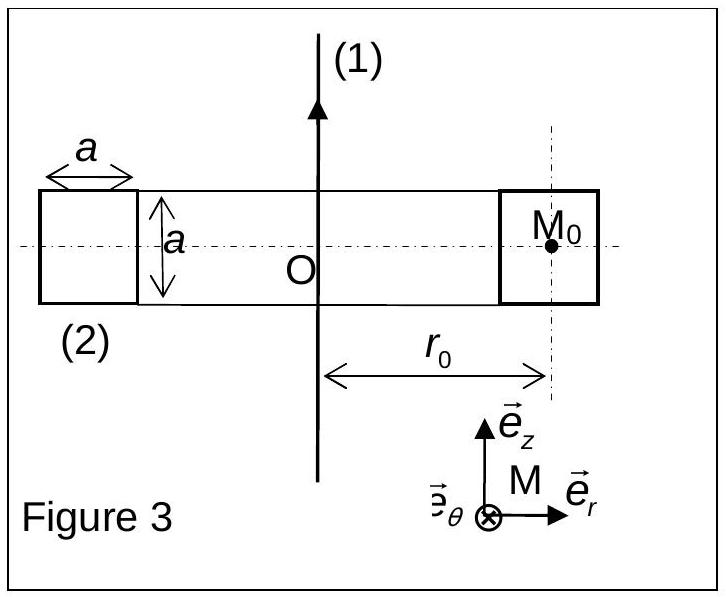 (1)
a
a
M₀
O
(2)
r₀
e⃗z
M
e⃗θ
e⃗r
Figure 3